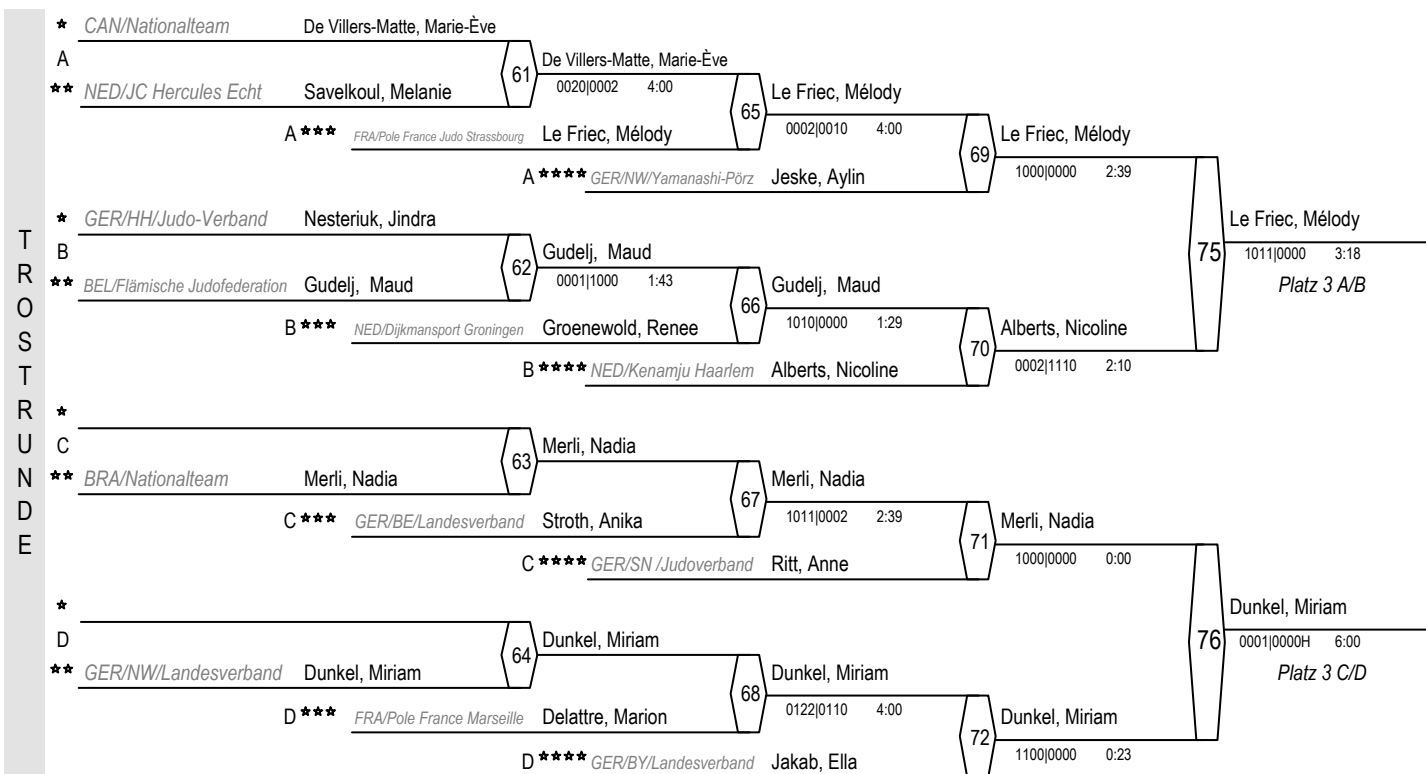 TROSTRUNDE
★ CAN/Nationalteam De Villers-Matte, Marie-Ève
A
★★ NED/JC Hercules Echt Savelkoul, Melanie
61
De Villers-Matte, Marie-Ève
0020|0002 4:00
A ★★★ FRA/Pole France Judo Strassbourg Le Friec, Mélody
65
Le Friec, Mélody
0002|0010 4:00
A ★★★★ GER/NW/Yamanashi-Pörz Jeske, Aylin
69
Le Friec, Mélody
1000|0000 2:39
★ GER/HH/Judo-Verband Nesteriuk, Jindra
B
★★ BEL/Flämische Judofederation Gudelj, Maud
62
Gudelj, Maud
0001|1000 1:43
B ★★★ NED/Dijkmansport Groningen Groenewold, Renee
66
Gudelj, Maud
1010|0000 1:29
B ★★★★ NED/Kenamju Haarlem Alberts, Nicoline
70
Alberts, Nicoline
0002|1110 2:10
75
Le Friec, Mélody
1011|0000 3:18
Platz 3 A/B
★
C
★★ BRA/Nationalteam Merli, Nadia
63
Merli, Nadia
C ★★★ GER/BE/Landesverband Stroth, Anika
67
Merli, Nadia
1011|0002 2:39
C ★★★★ GER/SN /Judoverband Ritt, Anne
71
Merli, Nadia
1000|0000 0:00
★
D
★★ GER/NW/Landesverband Dunkel, Miriam
64
Dunkel, Miriam
D ★★★ FRA/Pole France Marseille Delattre, Marion
68
Dunkel, Miriam
0122|0110 4:00
D ★★★★ GER/BY/Landesverband Jakab, Ella
72
Dunkel, Miriam
1100|0000 0:23
76
Dunkel, Miriam
0001|0000H 6:00
Platz 3 C/D